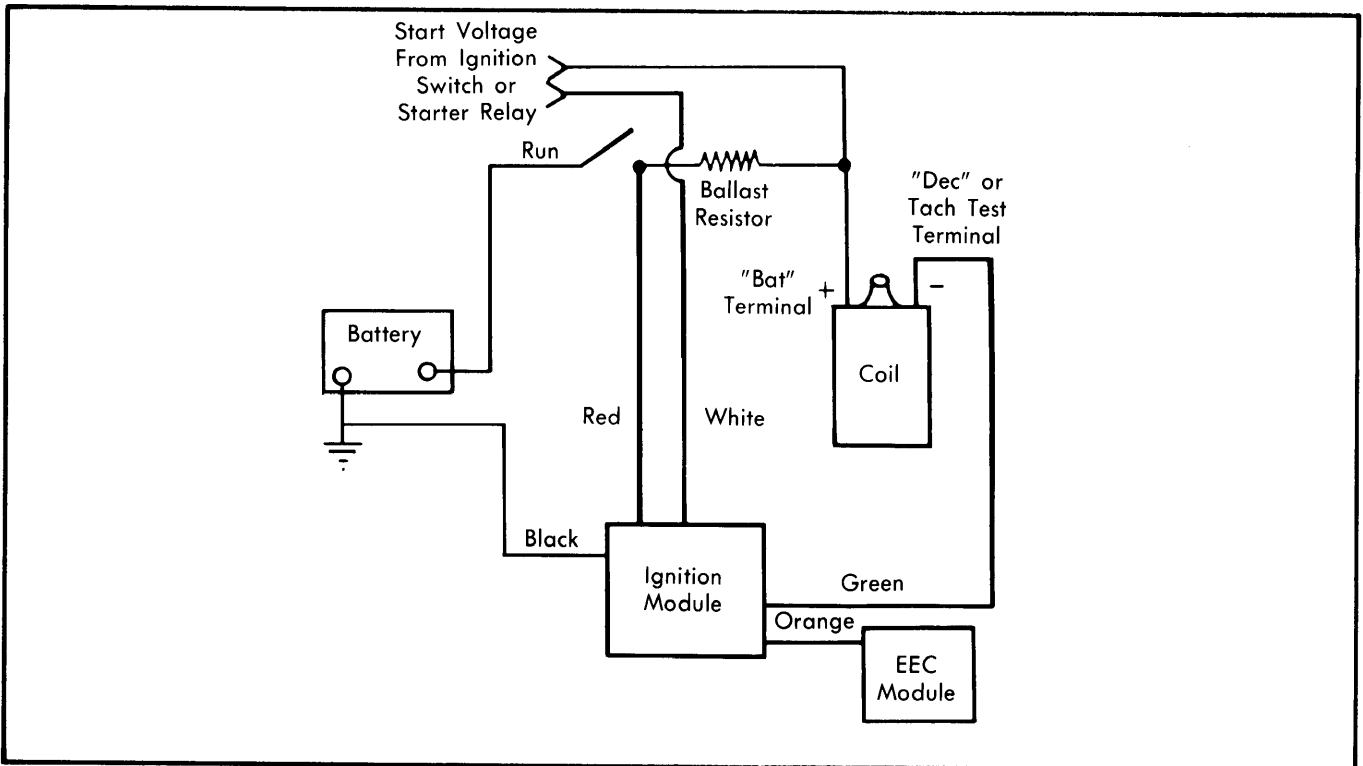 Start Voltage
From Ignition
Switch or
Starter Relay
Run
Ballast
Resistor
"Dec" or
Tach Test
Terminal
"Bat"
Terminal
+
−
Battery
Coil
Red
White
Black
Ignition
Module
Green
Orange
EEC
Module